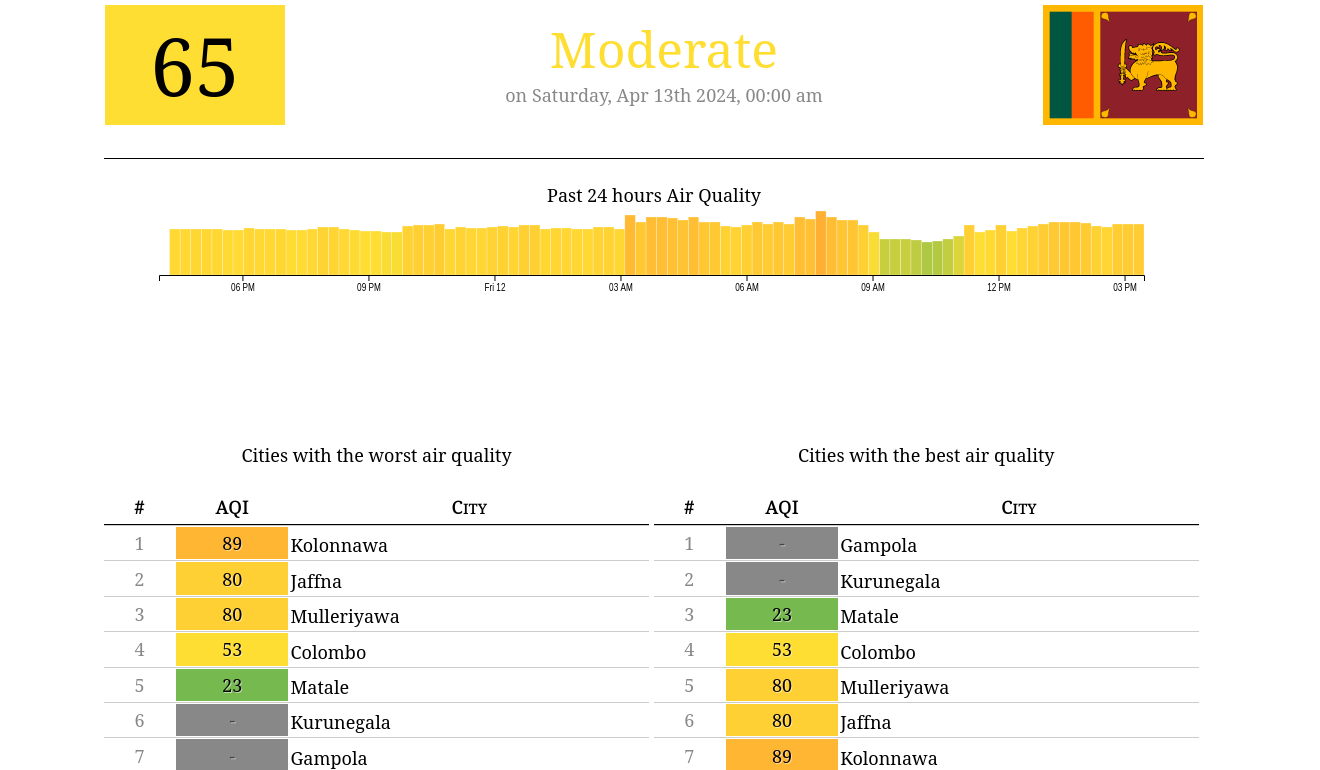 65
Moderate
on Saturday, Apr 13th 2024, 00:00 am
Past 24 hours Air Quality
06 PM 09 PM Fri 12 03 AM 06 AM 09 AM 12 PM 03 PM
Cities with the worst air quality
# AQI City
1 89 Kolonnawa
2 80 Jaffna
3 80 Mulleriyawa
4 53 Colombo
5 23 Matale
6 - Kurunegala
7 - Gampola
Cities with the best air quality
# AQI City
1 - Gampola
2 - Kurunegala
3 23 Matale
4 53 Colombo
5 80 Mulleriyawa
6 80 Jaffna
7 89 Kolonnawa